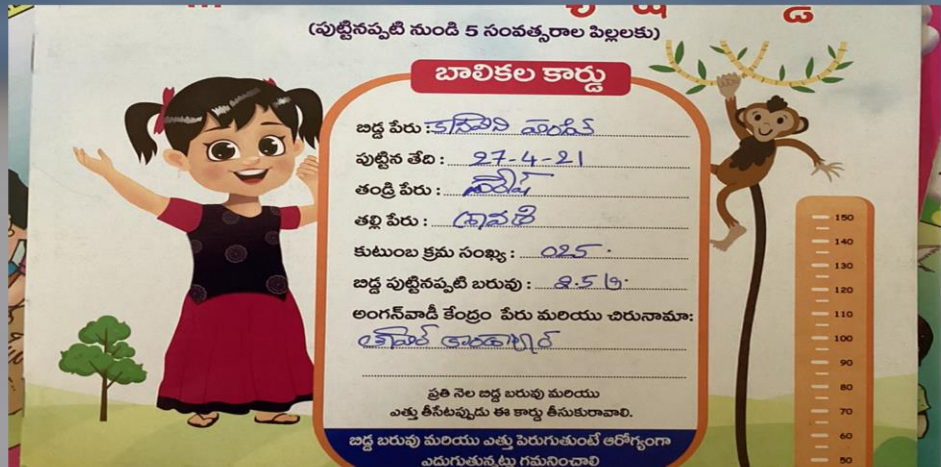 (పుట్టినప్పటి నుండి 5 సంవత్సరాల పిల్లలకు)
బాలికల కార్డు
బిడ్డ పేరు :
పుట్టిన తేది : 27-4-21
తండ్రి పేరు :
తల్లి పేరు : శ్రావణి
కుటుంబ క్రమ సంఖ్య : 025.
బిడ్డ పుట్టినప్పటి బరువు : 2.5
అంగన్‌వాడీ కేంద్రం పేరు మరియు చిరునామా:
ప్రతి నెల బిడ్డ బరువు మరియు
ఎత్తు తీసేటప్పుడు ఈ కార్డు తీసుకురావాలి.
బిడ్డ బరువు మరియు ఎత్తు పెరుగుతుంటే ఆరోగ్యంగా
ఎదుగుతున్నట్లు గమనించాలి
150
140
130
120
110
100
90
80
70
60
50